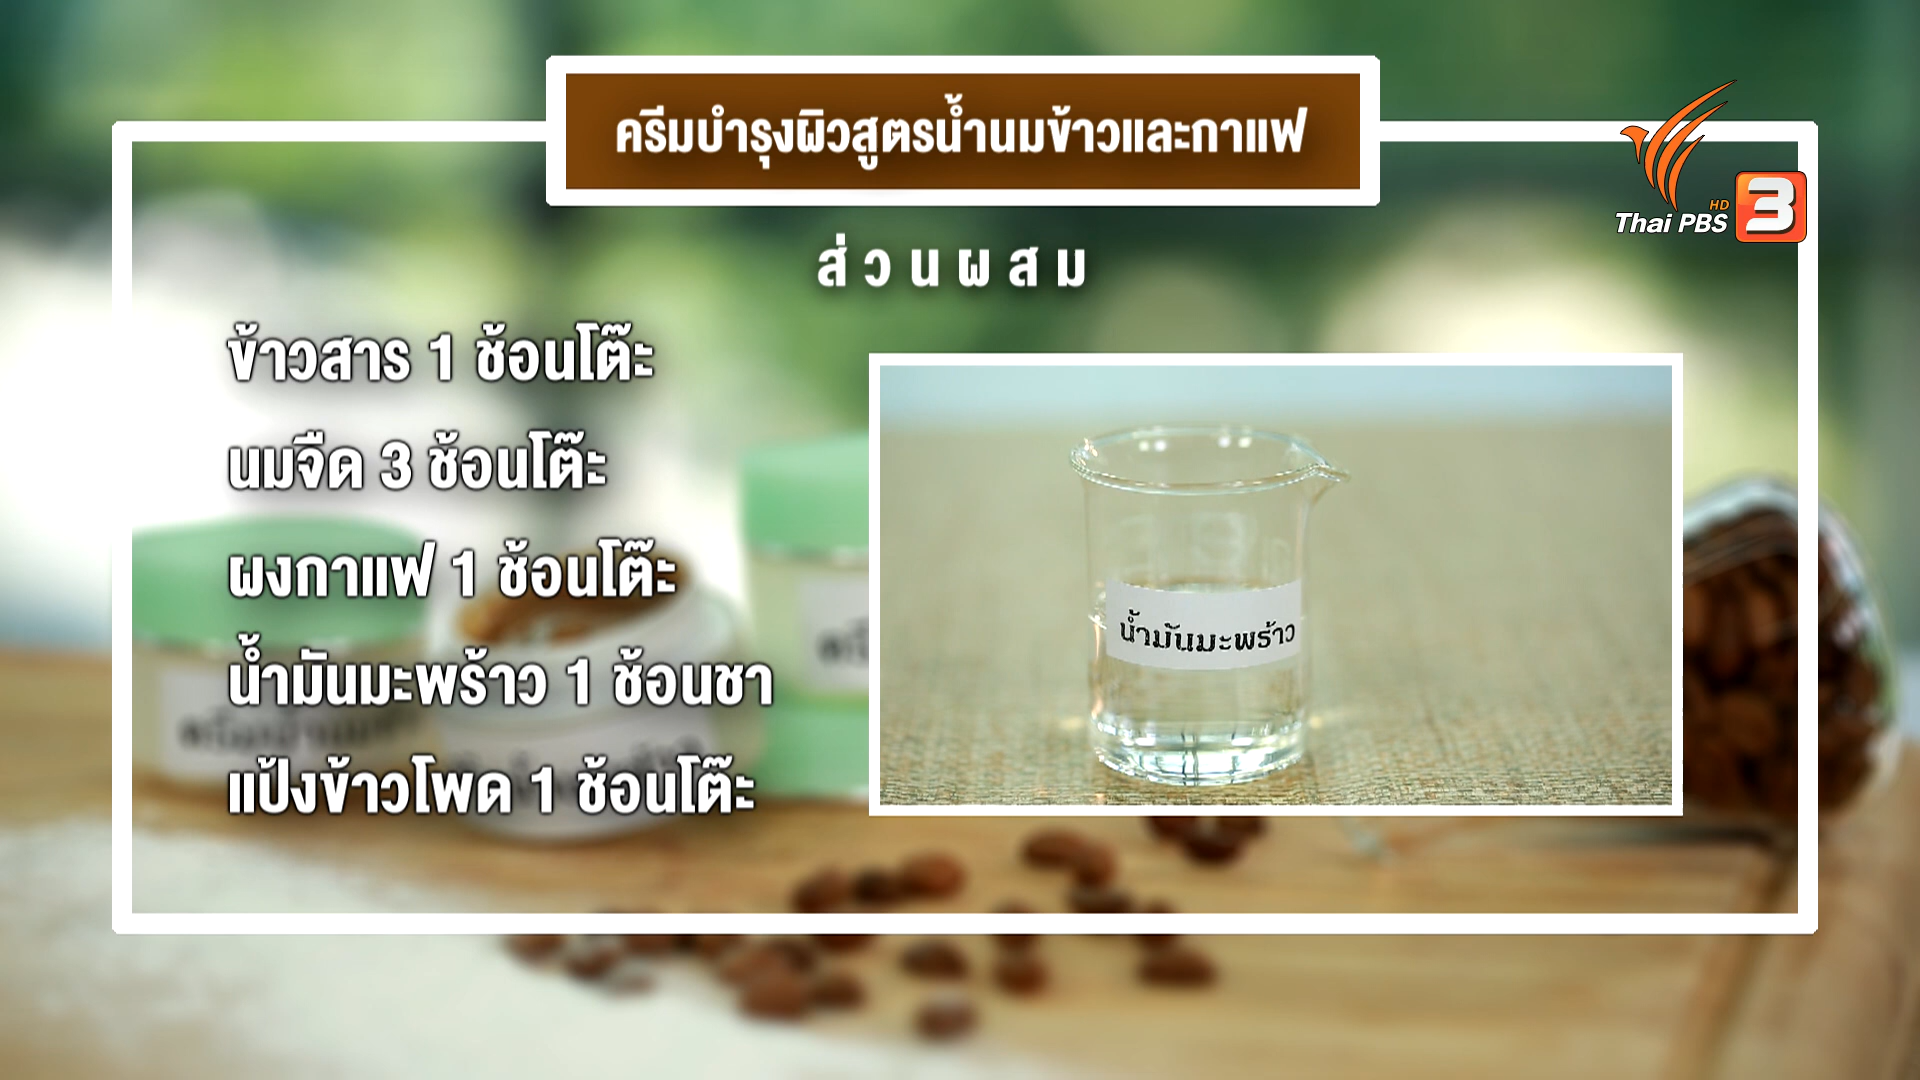 ครีมบำรุงผิวสูตรน้ำนมข้าวและกาแฟ
HD
Thai PBS 3
ส่วนผสม
ข้าวสาร 1 ช้อนโต๊ะ
นมจืด 3 ช้อนโต๊ะ
ผงกาแฟ 1 ช้อนโต๊ะ
น้ำมันมะพร้าว 1 ช้อนชา
แป้งข้าวโพด 1 ช้อนโต๊ะ
น้ำมันมะพร้าว